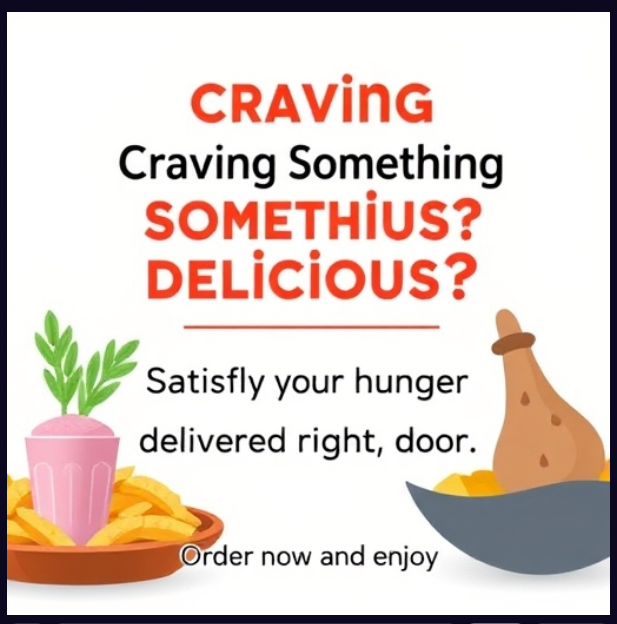 CRAViNG
Craving Something
SOMETHiUS?
DELiCiOUS?
Satisfly your hunger
delivered right, door.
Order now and enjoy